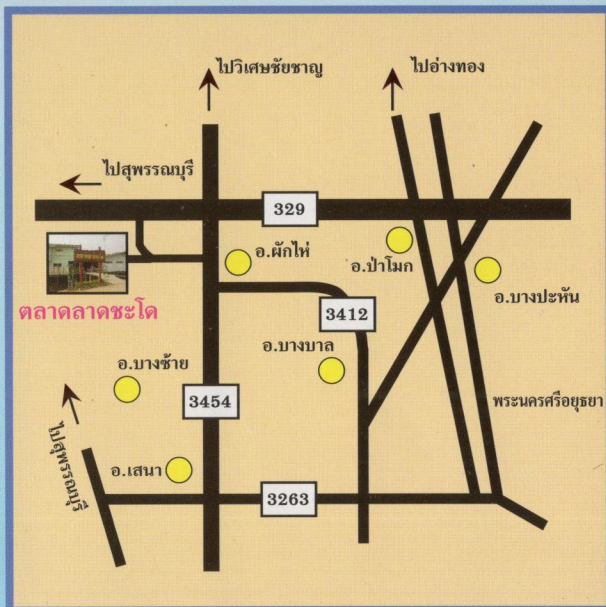 ไปวิเศษชัยชาญ
ไปอ่างทอง
ไปสุพรรณบุรี
329
อ.ผักไห่
อ.ป่าโมก
อ.บางปะหัน
ตลาดลาดชะโด
3412
อ.บางบาล
อ.บางซ้าย
3454
พระนครศรีอยุธยา
ไปสุพรรณบุรี
อ.เสนา
3263